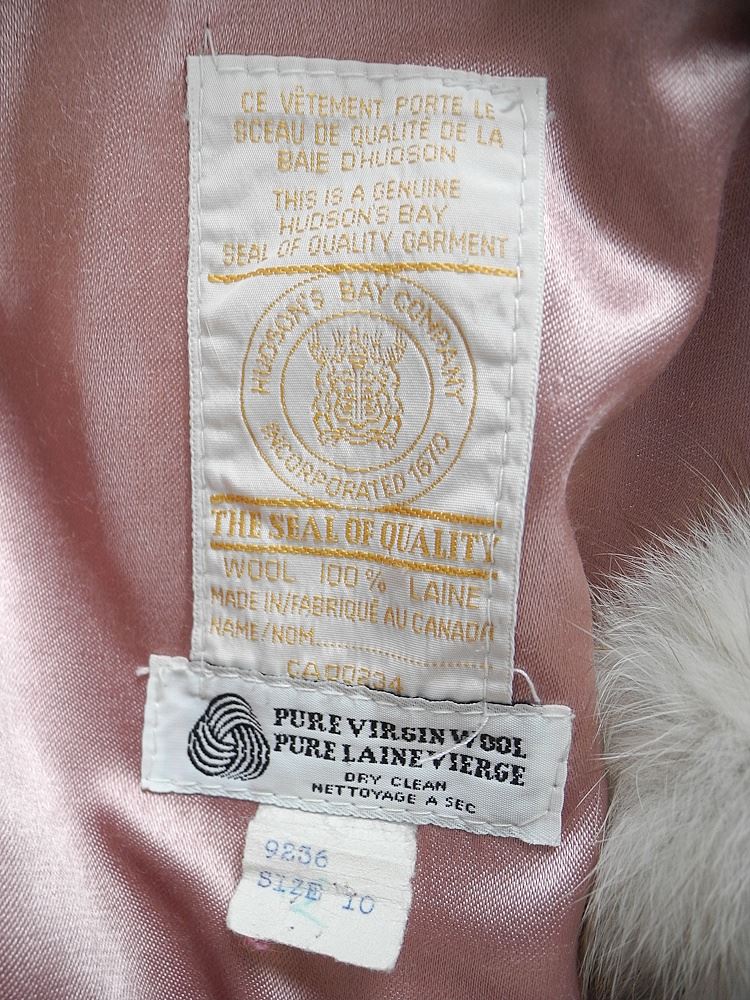 CE VÊTEMENT PORTE LE
SCEAU DE QUALITÉ DE LA
BAIE D'HUDSON
THIS IS A GENUINE
HUDSON'S BAY
SEAL OF QUALITY GARMENT
HUDSON'S BAY COMPANY
INCORPORATED 1670
THE SEAL OF QUALITY
WOOL 100% LAINE
MADE IN/FABRIQUÉ AU CANADA
NAME/NOM
CA00234
PURE VIRGIN WOOL
PURE LAINE VIERGE
DRY CLEAN
NETTOYAGE A SEC
9236
SIZE 10